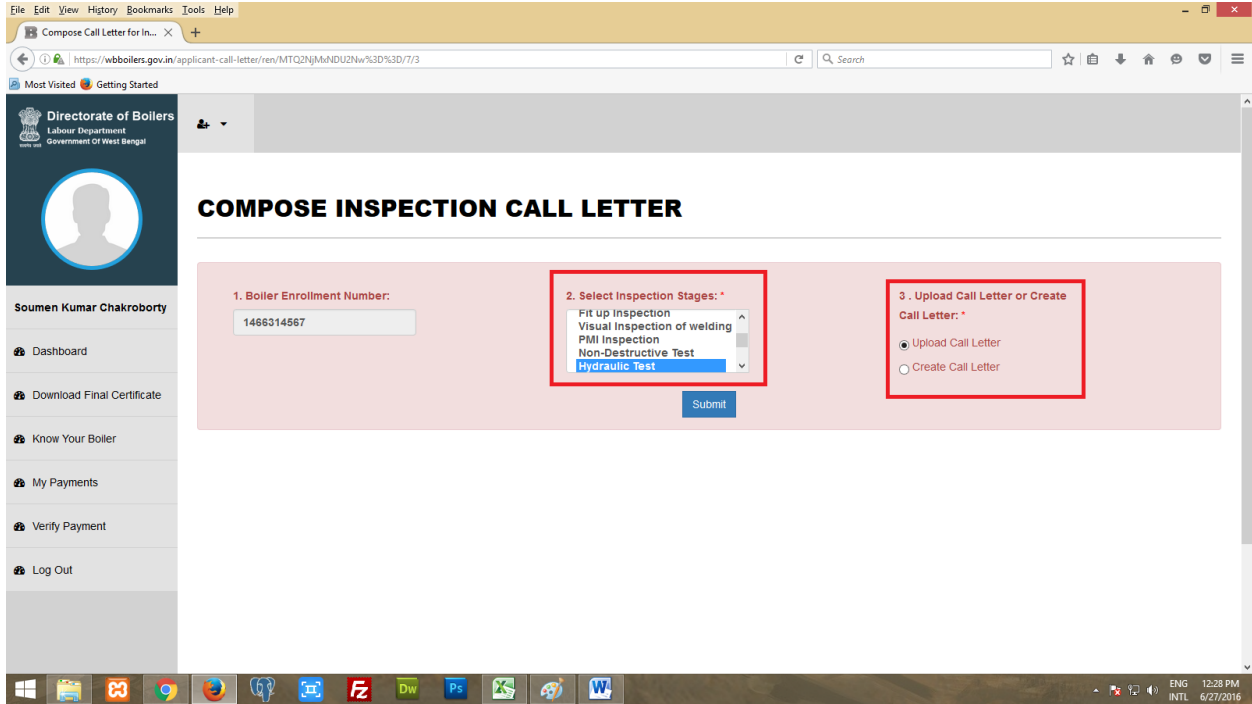 File Edit View History Bookmarks Tools Help
Compose Call Letter for In...
https://wbboilers.gov.in/applicant-call-letter/ren/MTQ2NjMxNDU2Nw%3D%3D/7/3
Search
Most Visited Getting Started
Directorate of Boilers
Labour Department
Government Of West Bengal
COMPOSE INSPECTION CALL LETTER
1. Boiler Enrollment Number:
1466314567
2. Select Inspection Stages: *
Fit up Inspection
Visual Inspection of welding
PMI Inspection
Non-Destructive Test
Hydraulic Test
3 . Upload Call Letter or Create
Call Letter: *
Upload Call Letter
Create Call Letter
Submit
Soumen Kumar Chakroborty
Dashboard
Download Final Certificate
Know Your Boiler
My Payments
Verify Payment
Log Out
Fz
Dw
Ps
X
W
ENG 12:28 PM
INTL 6/27/2016